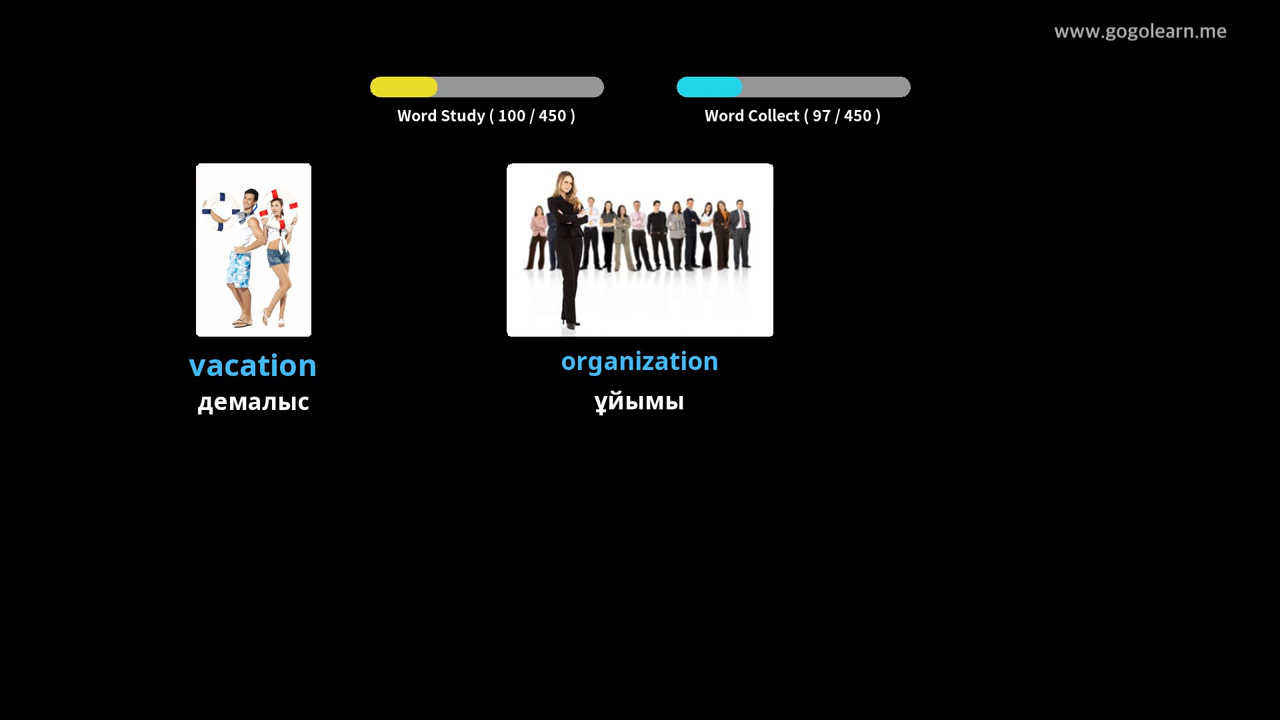 www.gogolearn.me
Word Study ( 100 / 450 )
Word Collect ( 97 / 450 )
vacation
демалыс
organization
ұйымы